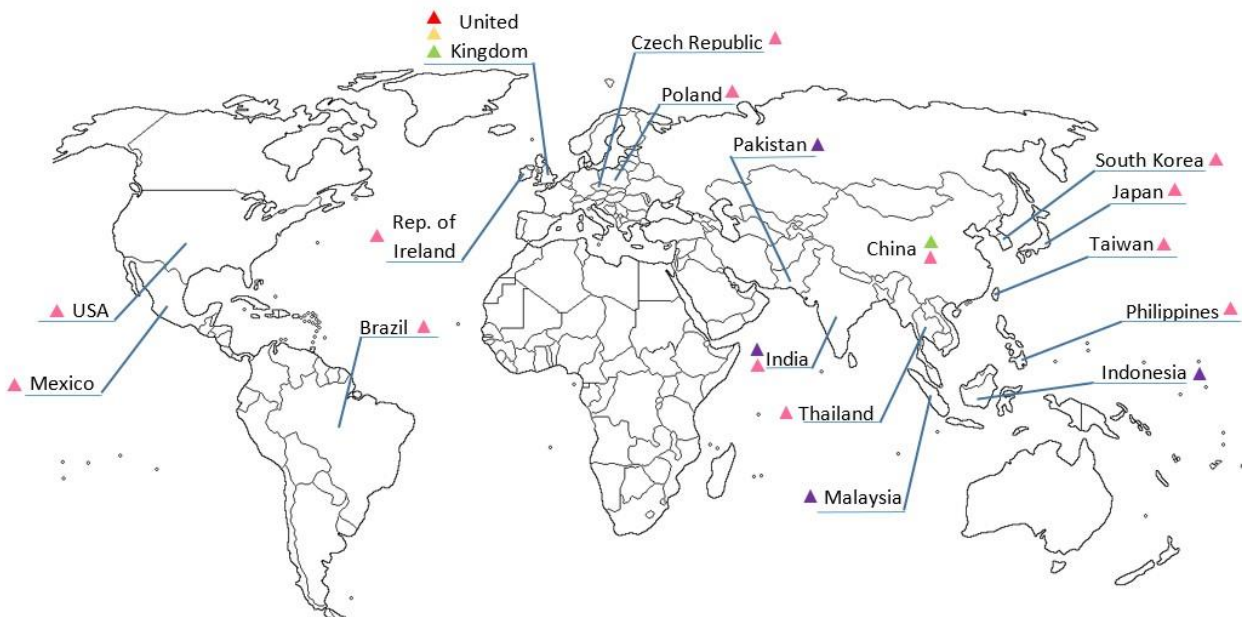 United
Kingdom
Czech Republic
Poland
Pakistan
South Korea
Japan
Rep. of
Ireland
China
Taiwan
USA
Brazil
Philippines
India
Indonesia
Mexico
Thailand
Malaysia